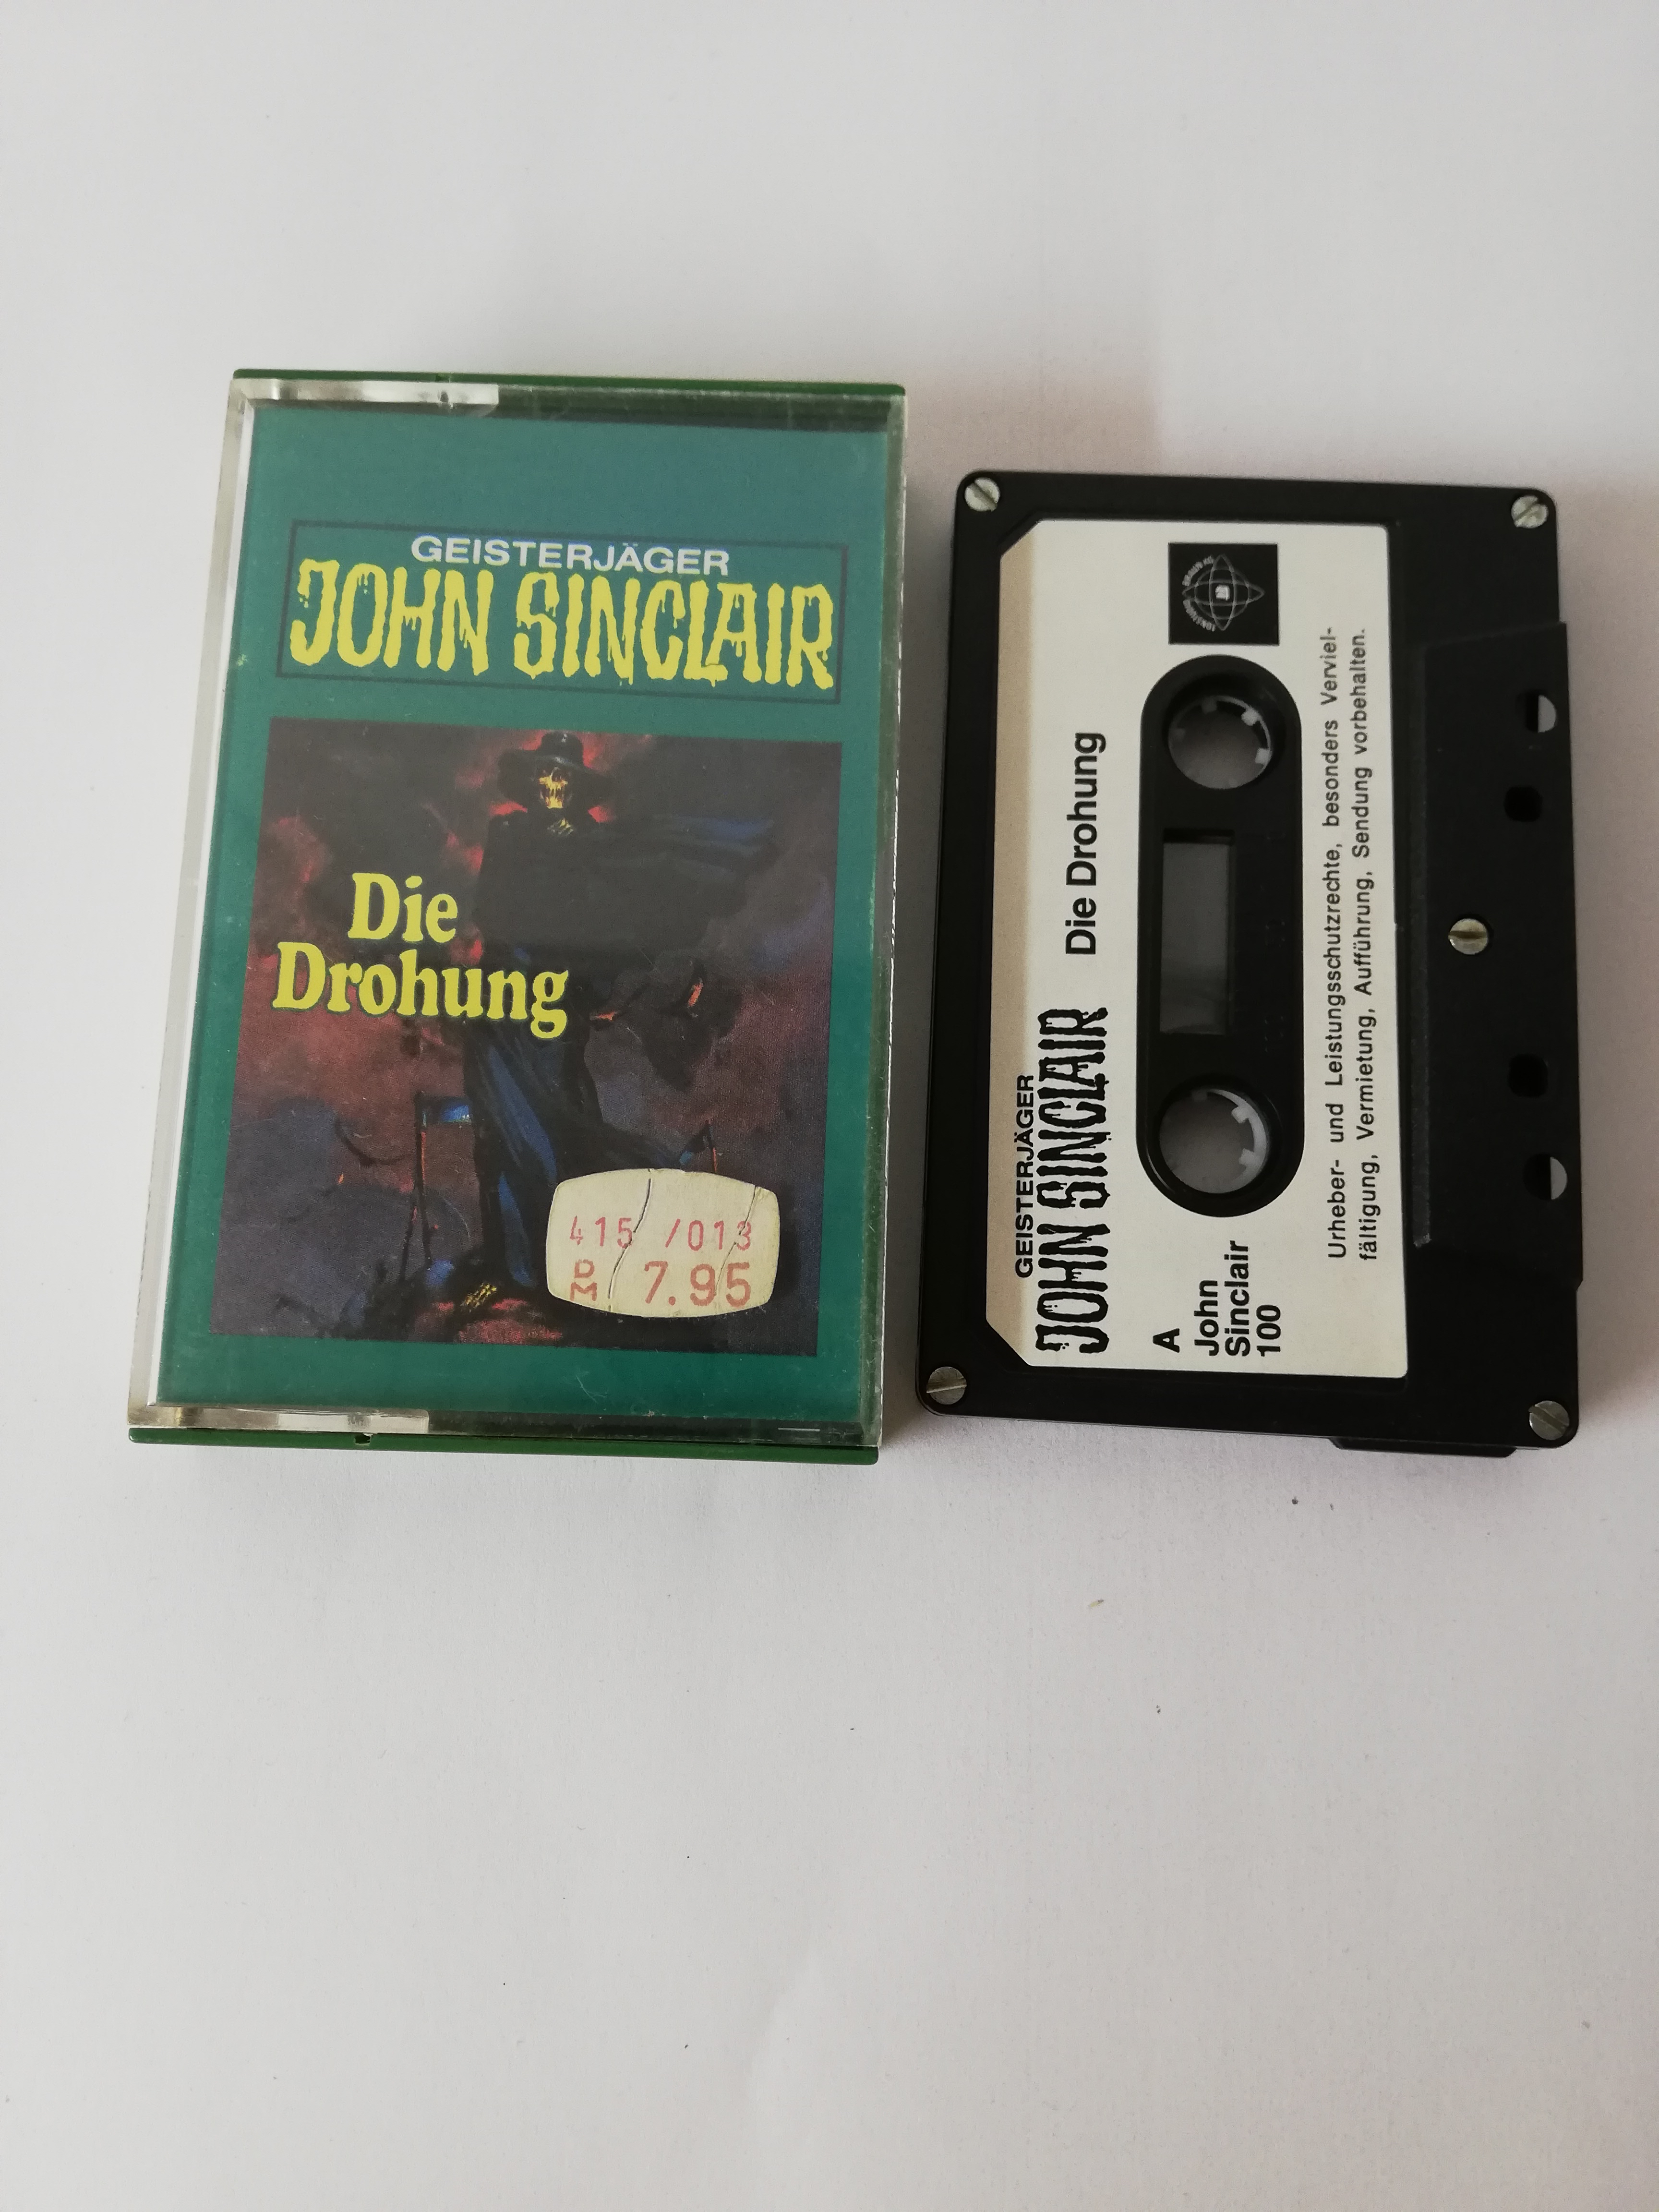 GEISTERJÄGER
JOHN SINCLAIR
Die
Drohung
415 /013
DM 7.95
GEISTERJÄGER
JOHN SINCLAIR Die Drohung
A
John
Sinclair
100
Urheber- und Leistungsschutzrechte, besonders Verviel-
fältigung, Vermietung, Aufführung, Sendung vorbehalten.